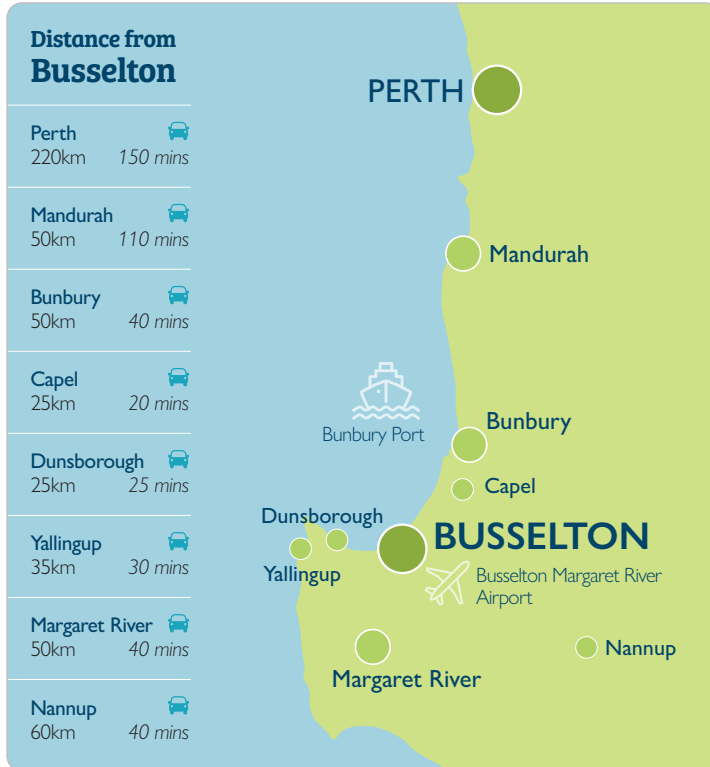 Distance from
Busselton
Perth
220km 150 mins
Mandurah
50km 110 mins
Bunbury
50km 40 mins
Capel
25km 20 mins
Dunsborough
25km 25 mins
Yallingup
35km 30 mins
Margaret River
50km 40 mins
Nannup
60km 40 mins
PERTH
Mandurah
Bunbury Port
Bunbury
Capel
Dunsborough
BUSSELTON
Yallingup
Busselton Margaret River
Airport
Nannup
Margaret River